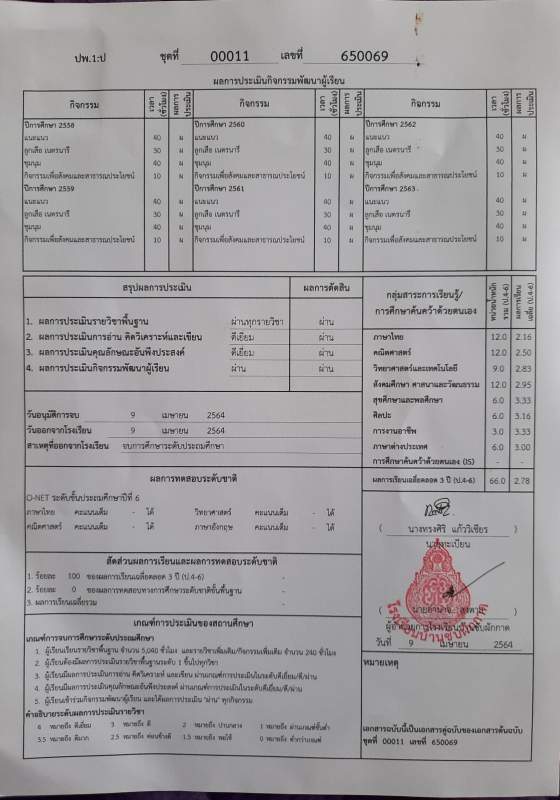 ปพ.1:ป ชุดที่ 00011 เลขที่ 650069
ผลการประเมินกิจกรรมพัฒนาผู้เรียน
กิจกรรม เวลา (ชั่วโมง) ผลการประเมิน กิจกรรม เวลา (ชั่วโมง) ผลการประเมิน กิจกรรม เวลา (ชั่วโมง) ผลการประเมิน
ปีการศึกษา 2558 ปีการศึกษา 2560 ปีการศึกษา 2562
แนะแนว 40 ผ แนะแนว 40 ผ แนะแนว 40 ผ
ลูกเสือ เนตรนารี 30 ผ ลูกเสือ เนตรนารี 30 ผ ลูกเสือ เนตรนารี 30 ผ
ชุมนุม 40 ผ ชุมนุม 40 ผ ชุมนุม 40 ผ
กิจกรรมเพื่อสังคมและสาธารณประโยชน์ 10 ผ กิจกรรมเพื่อสังคมและสาธารณประโยชน์ 10 ผ กิจกรรมเพื่อสังคมและสาธารณประโยชน์ 10 ผ
ปีการศึกษา 2559 ปีการศึกษา 2561 ปีการศึกษา 2563
แนะแนว 40 ผ แนะแนว 40 ผ แนะแนว 40 ผ
ลูกเสือ เนตรนารี 30 ผ ลูกเสือ เนตรนารี 30 ผ ลูกเสือ เนตรนารี 30 ผ
ชุมนุม 40 ผ ชุมนุม 40 ผ ชุมนุม 40 ผ
กิจกรรมเพื่อสังคมและสาธารณประโยชน์ 10 ผ กิจกรรมเพื่อสังคมและสาธารณประโยชน์ 10 ผ กิจกรรมเพื่อสังคมและสาธารณประโยชน์ 10 ผ
สรุปผลการประเมิน ผลการตัดสิน
1. ผลการประเมินรายวิชาพื้นฐาน ผ่านทุกรายวิชา ผ่าน
2. ผลการประเมินการอ่าน คิดวิเคราะห์และเขียน ดีเยี่ยม ผ่าน
3. ผลการประเมินคุณลักษณะอันพึงประสงค์ ดีเยี่ยม ผ่าน
4. ผลการประเมินกิจกรรมพัฒนาผู้เรียน ผ่าน ผ่าน
วันอนุมัติการจบ 9 เมษายน 2564
วันออกจากโรงเรียน 9 เมษายน 2564
สาเหตุที่ออกจากโรงเรียน จบการศึกษาระดับประถมศึกษา
กลุ่มสาระการเรียนรู้/ การศึกษาค้นคว้าด้วยตนเอง หน่วยน้ำหนักรวม (ป.4-6) ผลการเรียนเฉลี่ย (ป.4-6)
ภาษาไทย 12.0 2.16
คณิตศาสตร์ 12.0 2.50
วิทยาศาสตร์และเทคโนโลยี 9.0 2.83
สังคมศึกษา ศาสนาและวัฒนธรรม 12.0 2.95
สุขศึกษาและพลศึกษา 6.0 3.33
ศิลปะ 6.0 3.16
การงานอาชีพ 3.0 3.33
ภาษาต่างประเทศ 6.0 3.00
การศึกษาค้นคว้าด้วยตนเอง (IS) - -
ผลการเรียนเฉลี่ยตลอด 3 ปี (ป.4-6) 66.0 2.78
ผลการทดสอบระดับชาติ
O-NET ระดับชั้นประถมศึกษาปีที่ 6
ภาษาไทย คะแนนเต็ม - ได้ วิทยาศาสตร์ คะแนนเต็ม - ได้
คณิตศาสตร์ คะแนนเต็ม - ได้ ภาษาอังกฤษ คะแนนเต็ม - ได้
สัดส่วนผลการเรียนและผลการทดสอบระดับชาติ
1. ร้อยละ 100 ของผลการเรียนเฉลี่ยตลอด 3 ปี (ป.4-6) -
2. ร้อยละ 0 ของผลการทดสอบทางการศึกษาระดับชาติขั้นพื้นฐาน -
3. ผลการเรียนเฉลี่ยรวม -
( นางทรงศิริ แก้ววิเชียร )
นายทะเบียน
ผู้อำนวยการโรงเรียนบ้านซับผักกาด
วันที่ 9 เมษายน 2564
โรงเรียนบ้านซับผักกาด
เกณฑ์การประเมินของสถานศึกษา
เกณฑ์การจบการศึกษาระดับประถมศึกษา
1. ผู้เรียนเรียนรายวิชาพื้นฐาน จำนวน 5,040 ชั่วโมง และรายวิชาเพิ่มเติม/กิจกรรมเพิ่มเติม จำนวน 240 ชั่วโมง
2. ผู้เรียนต้องมีผลการประเมินรายวิชาพื้นฐานระดับ 1 ขึ้นไปทุกวิชา
3. ผู้เรียนมีผลการประเมินการอ่าน คิดวิเคราะห์ และเขียน ผ่านเกณฑ์การประเมินในระดับดีเยี่ยม/ดี/ผ่าน
4. ผู้เรียนมีผลการประเมินคุณลักษณะอันพึงประสงค์ ผ่านเกณฑ์การประเมินในระดับดีเยี่ยม/ดี/ผ่าน
5. ผู้เรียนเข้าร่วมกิจกรรมพัฒนาผู้เรียน และได้ผลการประเมิน "ผ่าน" ทุกกิจกรรม
คำอธิบายระดับผลการประเมินรายวิชา
4 หมายถึง ดีเยี่ยม 3 หมายถึง ดี 2 หมายถึง ปานกลาง 1 หมายถึง ผ่านเกณฑ์ขั้นต่ำ
3.5 หมายถึง ดีมาก 2.5 หมายถึง ค่อนข้างดี 1.5 หมายถึง พอใช้ 0 หมายถึง ต่ำกว่าเกณฑ์
หมายเหตุ
เอกสารฉบับนี้เป็นเอกสารคู่ฉบับของเอกสารต้นฉบับ
ชุดที่ 00011 เลขที่ 650069